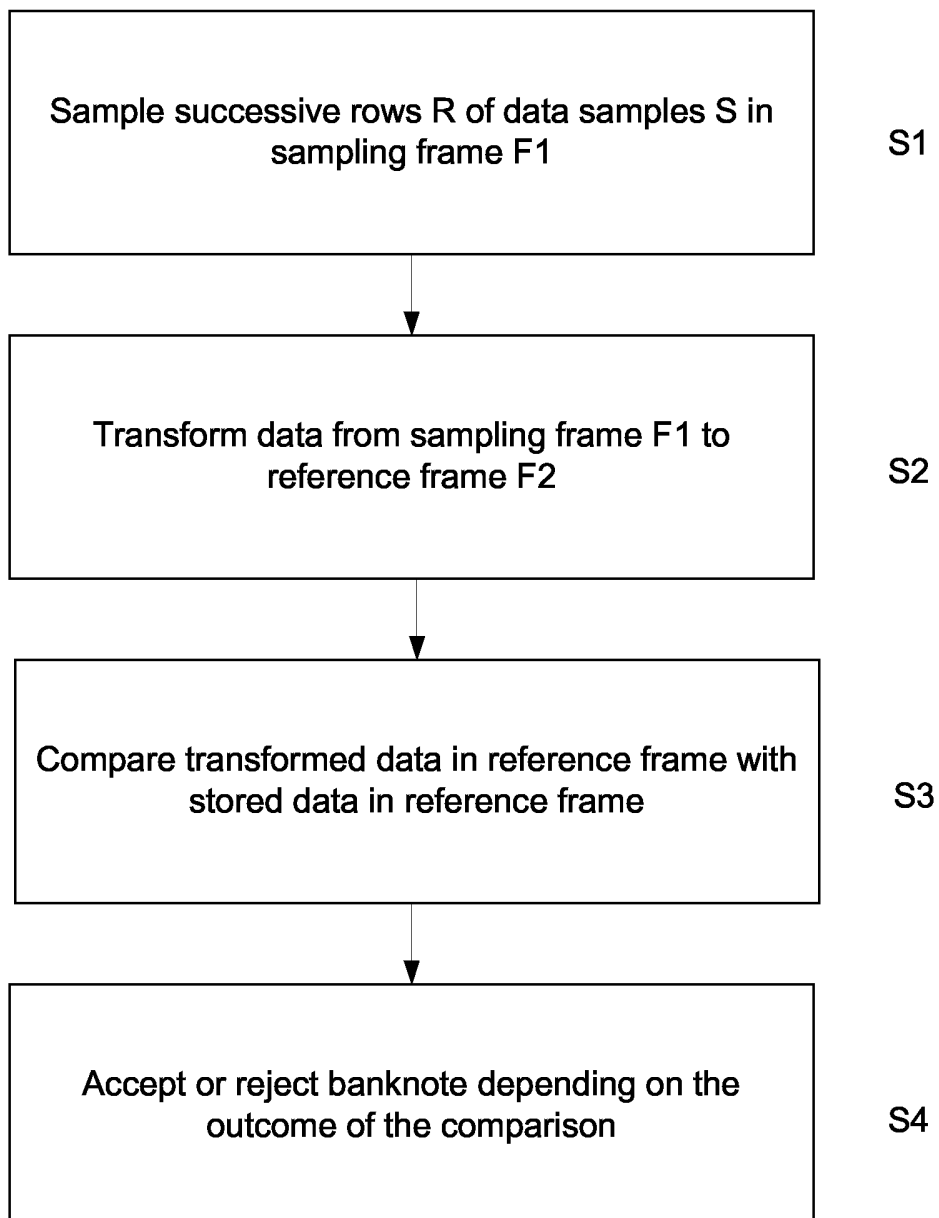 Sample successive rows R of data samples S in
sampling frame F1
S1
Transform data from sampling frame F1 to
reference frame F2
S2
Compare transformed data in reference frame with
stored data in reference frame
S3
Accept or reject banknote depending on the
outcome of the comparison
S4